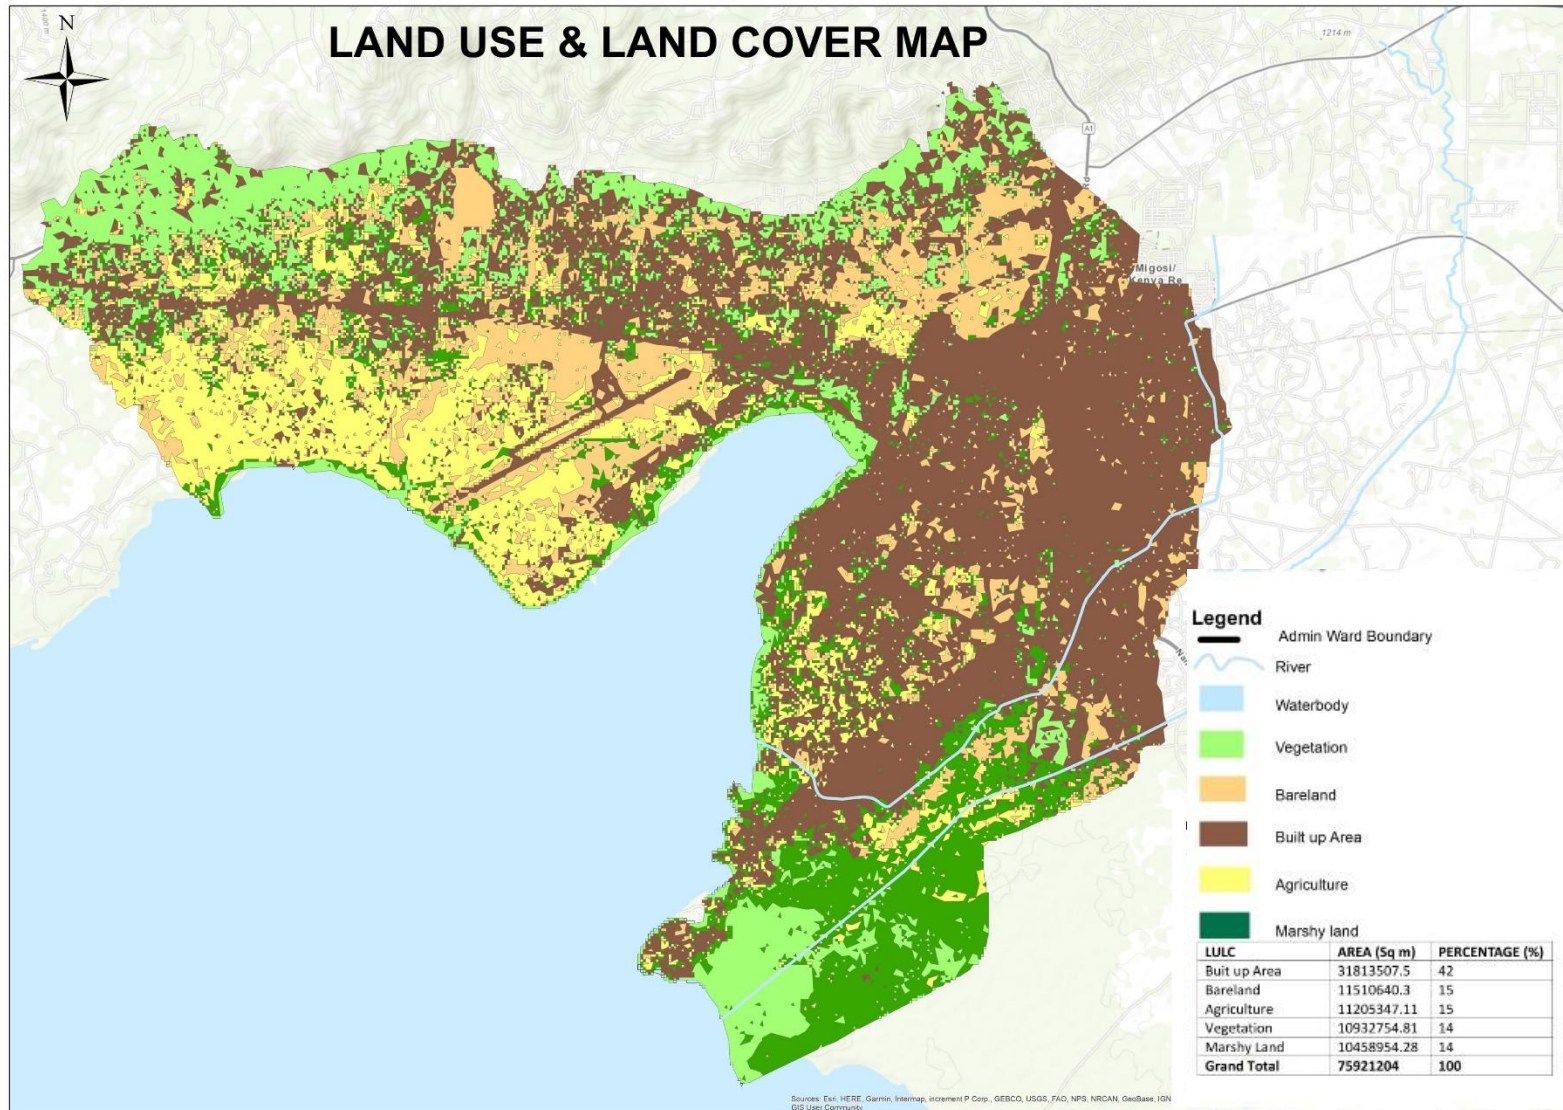 N
LAND USE & LAND COVER MAP
1214 m
A1
Rd
Migosi/
Kenya Re
Legend
Admin Ward Boundary
River
Waterbody
Vegetation
Bareland
Built up Area
Agriculture
Marshy land
LULC AREA (Sq m) PERCENTAGE (%)
Buit up Area 31813507.5 42
Bareland 11510640.3 15
Agriculture 11205347.11 15
Vegetation 10932754.81 14
Marshy Land 10458954.28 14
Grand Total 75921204 100
Sources: Esri, HERE, Garmin, Intermap, increment P Corp., GEBCO, USGS, FAO, NPS, NRCAN, GeoBase, IGN
GIS User Community